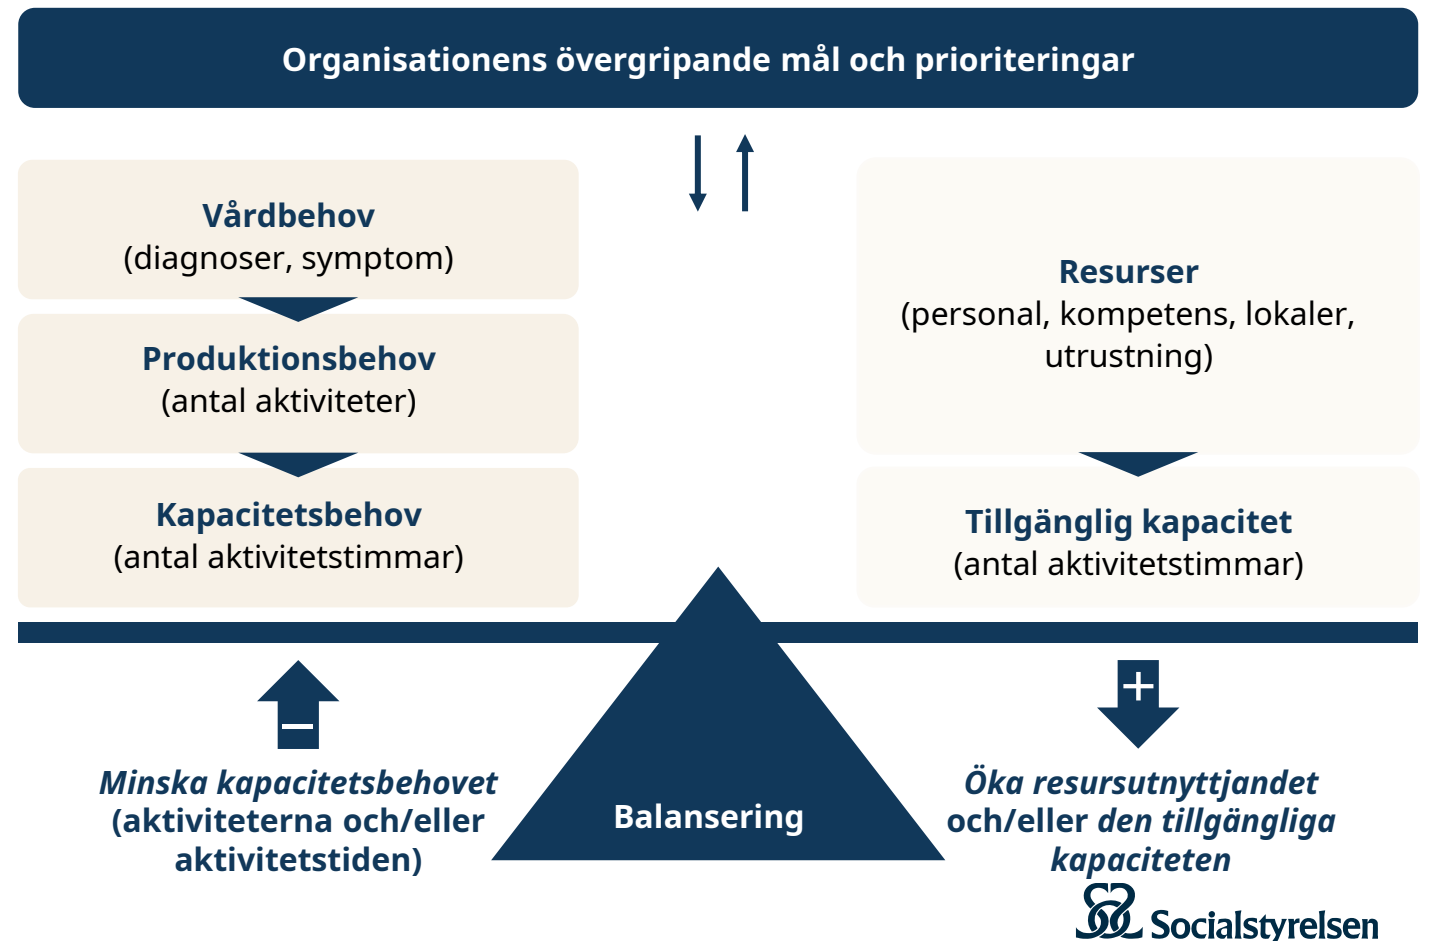 Organisationens övergripande mål och prioriteringar
Vårdbehov
(diagnoser, symptom)
Produktionsbehov
(antal aktiviteter)
Kapacitetsbehov
(antal aktivitetstimmar)
Resurser
(personal, kompetens, lokaler,
utrustning)
Tillgänglig kapacitet
(antal aktivitetstimmar)
–
Minska kapacitetsbehovet
(aktiviteterna och/eller
aktivitetstiden)
Balansering
+
Öka resursutnyttjandet
och/eller den tillgängliga
kapaciteten
Socialstyrelsen